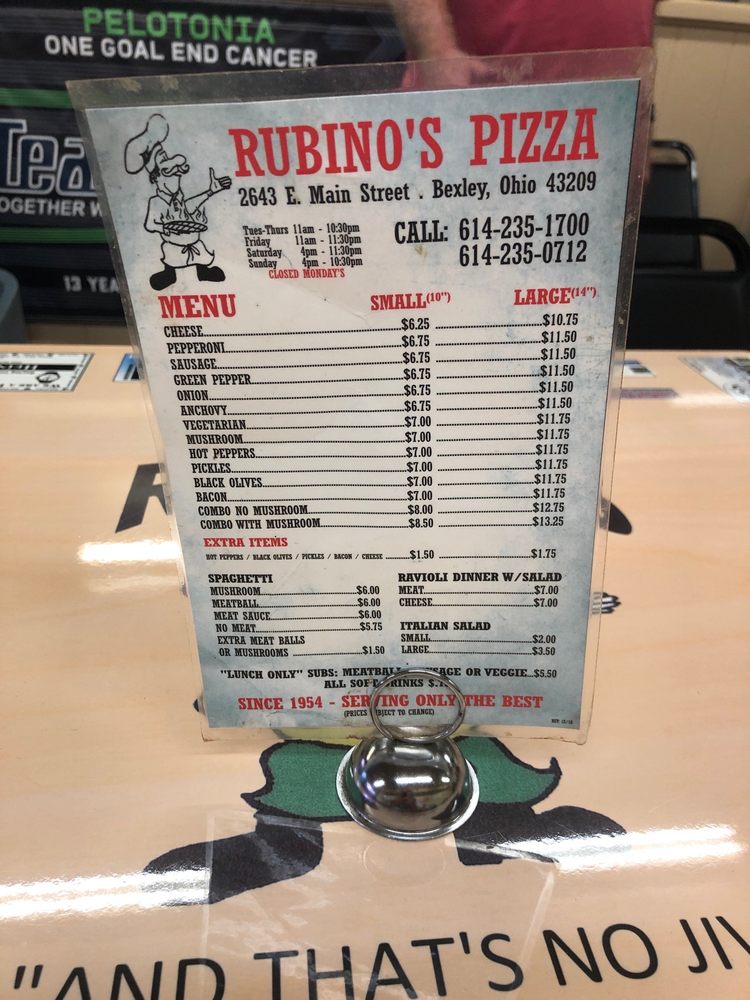 PELOTONIA
ONE GOAL END CANCER
Tea
OGETHER W
13 YEA
RUBINO'S PIZZA
2643 E. Main Street . Bexley, Ohio 43209
Tues-Thurs 11am - 10:30pm
Friday 11am - 11:30pm
Saturday 4pm - 11:30pm
Sunday 4pm - 10:30pm
CLOSED MONDAY'S
CALL: 614-235-1700
614-235-0712
MENU SMALL(10") LARGE(14")
CHEESE $6.25 $10.75
PEPPERONI $6.75 $11.50
SAUSAGE $6.75 $11.50
GREEN PEPPER $6.75 $11.50
ONION $6.75 $11.50
ANCHOVY $6.75 $11.50
VEGETARIAN $7.00 $11.75
MUSHROOM $7.00 $11.75
HOT PEPPERS $7.00 $11.75
PICKLES $7.00 $11.75
BLACK OLIVES $7.00 $11.75
BACON $7.00 $11.75
COMBO NO MUSHROOM $8.00 $12.75
COMBO WITH MUSHROOM $8.50 $13.25
EXTRA ITEMS
HOT PEPPERS / BLACK OLIVES / PICKLES / BACON / CHEESE $1.50 $1.75
SPAGHETTI
MUSHROOM $6.00
MEATBALL $6.00
MEAT SAUCE $6.00
NO MEAT $5.75
EXTRA MEAT BALLS
OR MUSHROOMS $1.50
RAVIOLI DINNER W/SALAD
MEAT $7.00
CHEESE $7.00
ITALIAN SALAD
SMALL $2.00
LARGE $3.50
"LUNCH ONLY" SUBS: MEATBALL AGE OR VEGGIE...$5.50
ALL SOFT DRINKS
SINCE 1954 - SERVING ONLY THE BEST
(PRICES BJECT TO CHANGE)
"AND THAT'S NO JIV